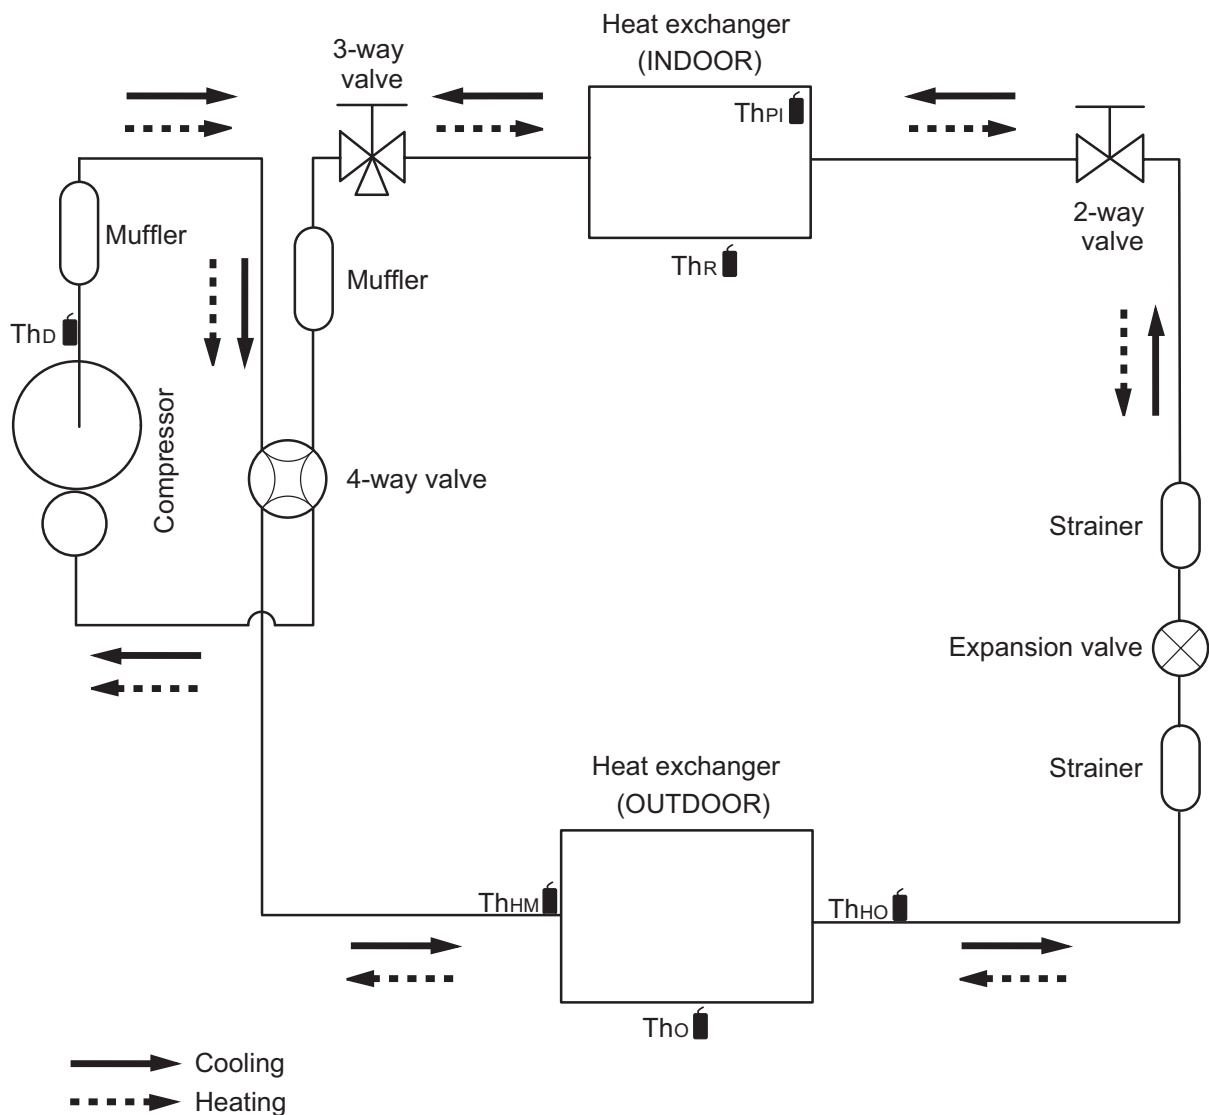 Heat exchanger
(INDOOR)
3-way
valve
ThPI
2-way
valve
Muffler
ThR
Muffler
ThD
Compressor
4-way valve
Strainer
Expansion valve
Strainer
Heat exchanger
(OUTDOOR)
ThHM
ThHO
ThO
Cooling
Heating